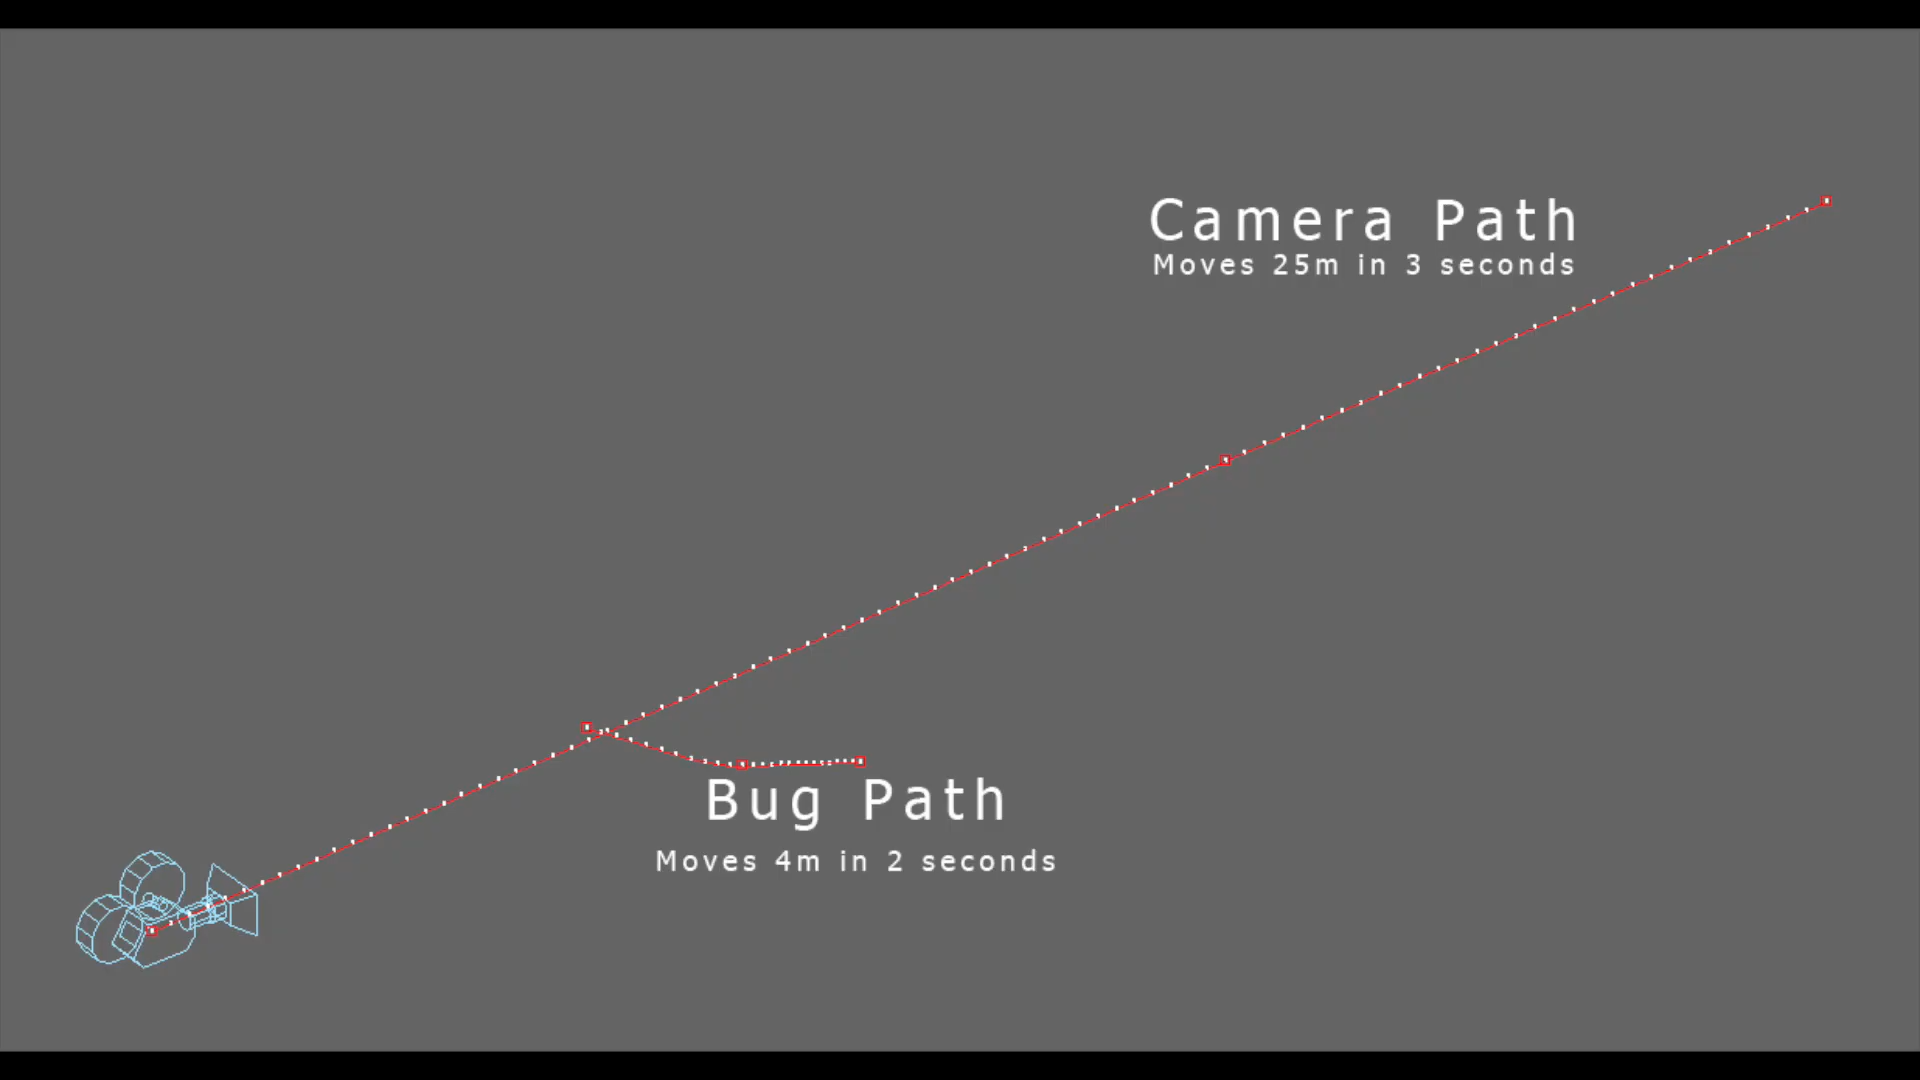 Camera Path
Moves 25m in 3 seconds
Bug Path
Moves 4m in 2 seconds